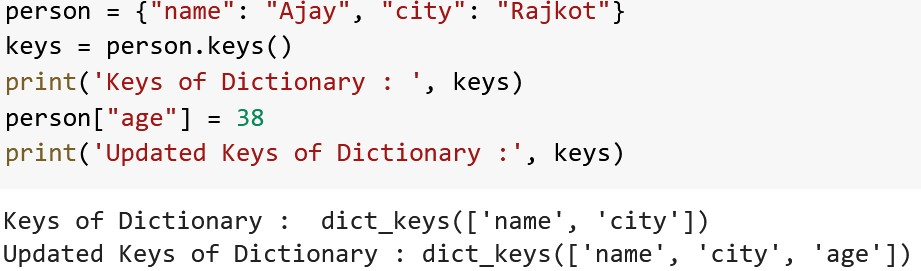 person = {"name": "Ajay", "city": "Rajkot"}
keys = person.keys()
print('Keys of Dictionary : ', keys)
person["age"] = 38
print('Updated Keys of Dictionary :', keys)
Keys of Dictionary :  dict_keys(['name', 'city'])
Updated Keys of Dictionary : dict_keys(['name', 'city', 'age'])